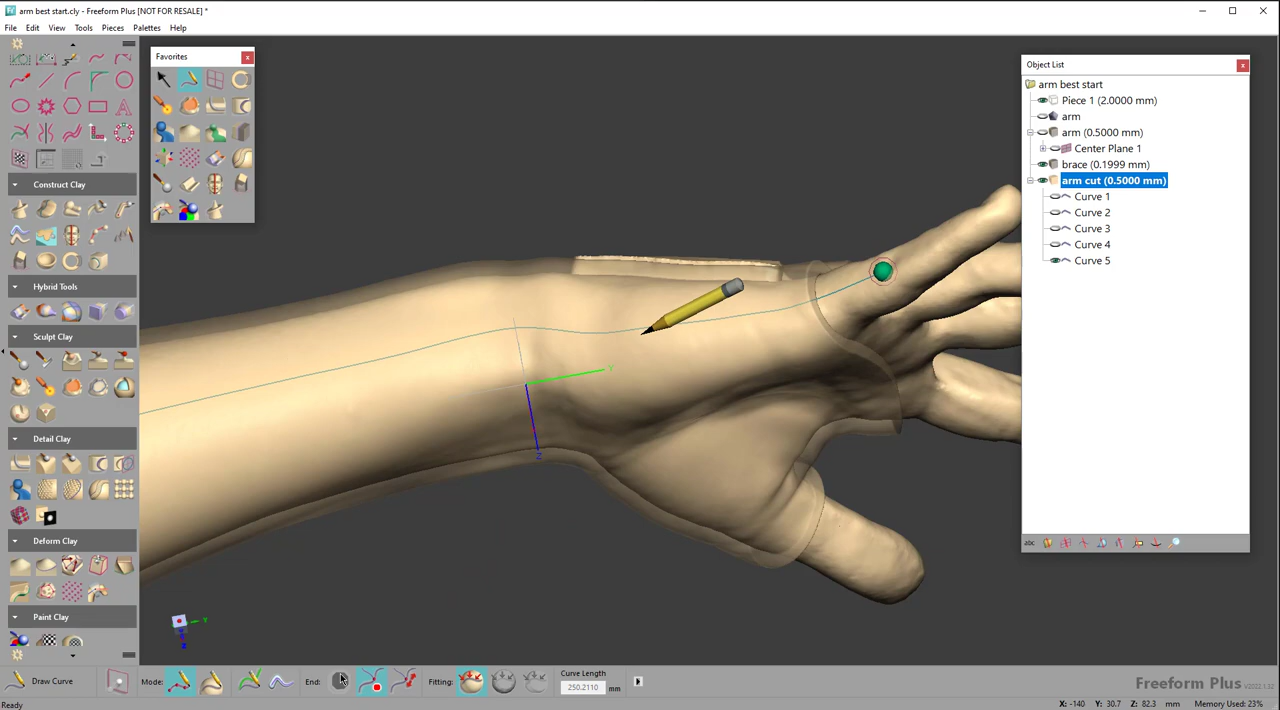 arm best start.cly - Freeform Plus [NOT FOR RESALE] *
File Edit View Tools Pieces Palettes Help
Favorites
Construct Clay
Hybrid Tools
Sculpt Clay
Detail Clay
Deform Clay
Paint Clay
Object List
arm best start
Piece 1 (2.0000 mm)
arm
arm (0.5000 mm)
Center Plane 1
brace (0.1999 mm)
arm cut (0.5000 mm)
Curve 1
Curve 2
Curve 3
Curve 4
Curve 5
abc
Y
Z
Y
Z
Draw Curve
Mode:
End:
Fitting:
Curve Length
250.2110 mm
Freeform Plus V2022.1.32
Ready
X: -140 Y: 30.7 Z: 82.3 mm Memory Used: 23%